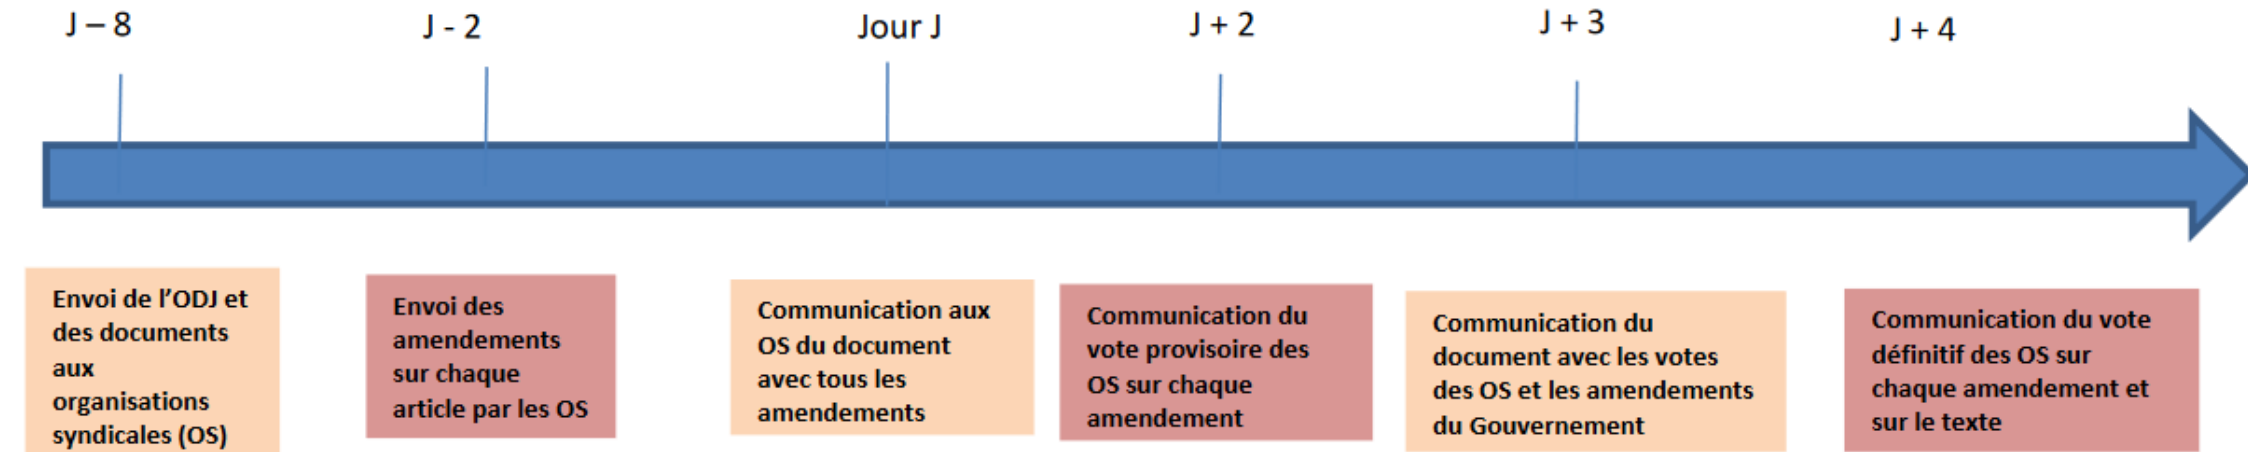 J – 8
J - 2
Jour J
J + 2
J + 3
J + 4
Envoi de l’ODJ et
des documents
aux
organisations
syndicales (OS)
Envoi des
amendements
sur chaque
article par les OS
Communication aux
OS du document
avec tous les
amendements
Communication du
vote provisoire des
OS sur chaque
amendement
Communication du
document avec les votes
des OS et les amendements
du Gouvernement
Communication du vote
définitif des OS sur
chaque amendement et
sur le texte